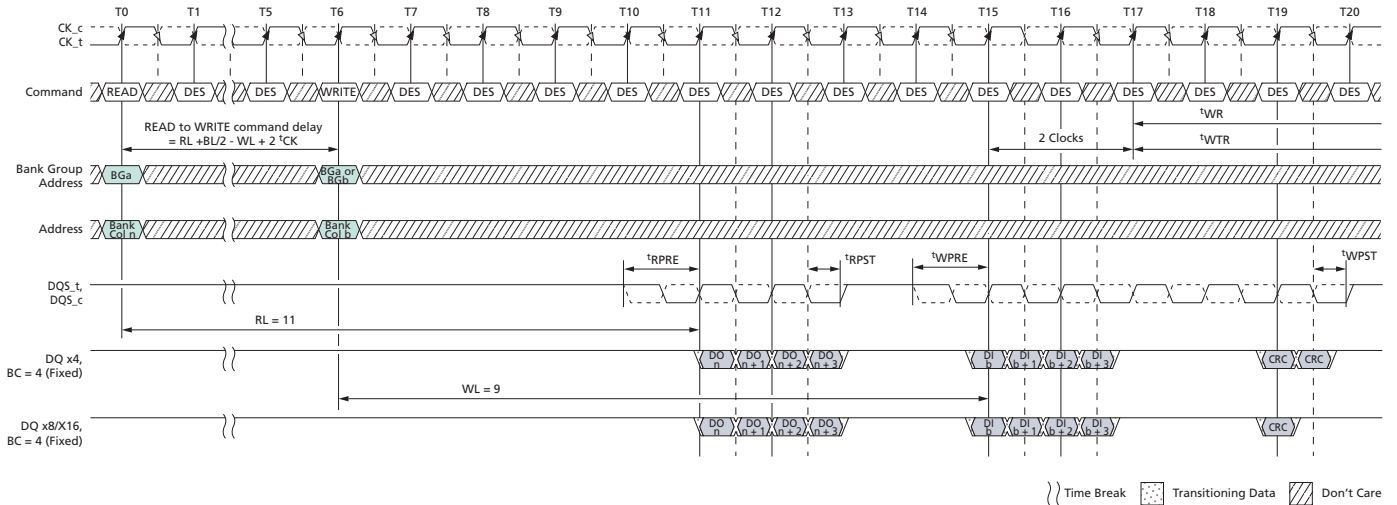 T0 T1 T5 T6 T7 T8 T9 T10 T11 T12 T13 T14 T15 T16 T17 T18 T19 T20
CK_c
CK_t
Command READ DES DES WRITE DES DES DES DES DES DES DES DES DES DES DES DES DES DES
READ to WRITE command delay
= RL +BL/2 - WL + 2 tCK
tWR
2 Clocks
tWTR
Bank Group
Address
BGa
BGa or
BGb
Address
Bank
Col n
Bank
Col b
tRPRE tRPST tWPRE tWPST
DQS_t,
DQS_c
RL = 11
DQ x4,
BC = 4 (Fixed)
DO
n
DO
n + 1
DO
n + 2
DO
n + 3
DI
b
DI
b + 1
DI
b + 2
DI
b + 3
CRC CRC
WL = 9
DQ x8/X16,
BC = 4 (Fixed)
DO
n
DO
n + 1
DO
n + 2
DO
n + 3
DI
b
DI
b + 1
DI
b + 2
DI
b + 3
CRC
Time Break Transitioning Data Don't Care